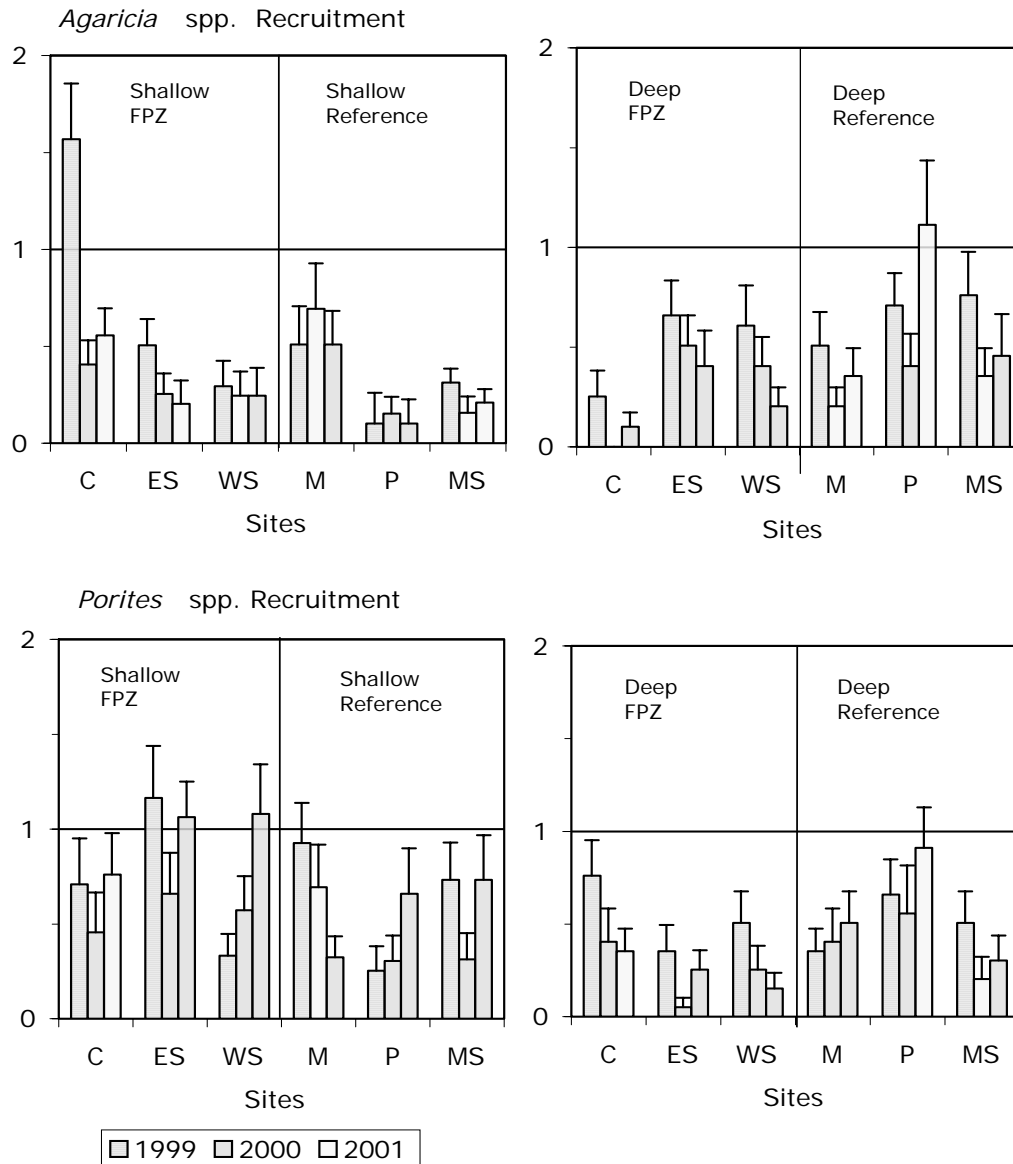 Agaricia spp. Recruitment
2
1
0
Shallow
FPZ
Shallow
Reference
C ES WS M P MS
Sites
2
1
0
Deep
FPZ
Deep
Reference
C ES WS M P MS
Sites
Porites spp. Recruitment
2
1
0
Shallow
FPZ
Shallow
Reference
C ES WS M P MS
Sites
2
1
0
Deep
FPZ
Deep
Reference
C ES WS M P MS
Sites
1999 2000 2001